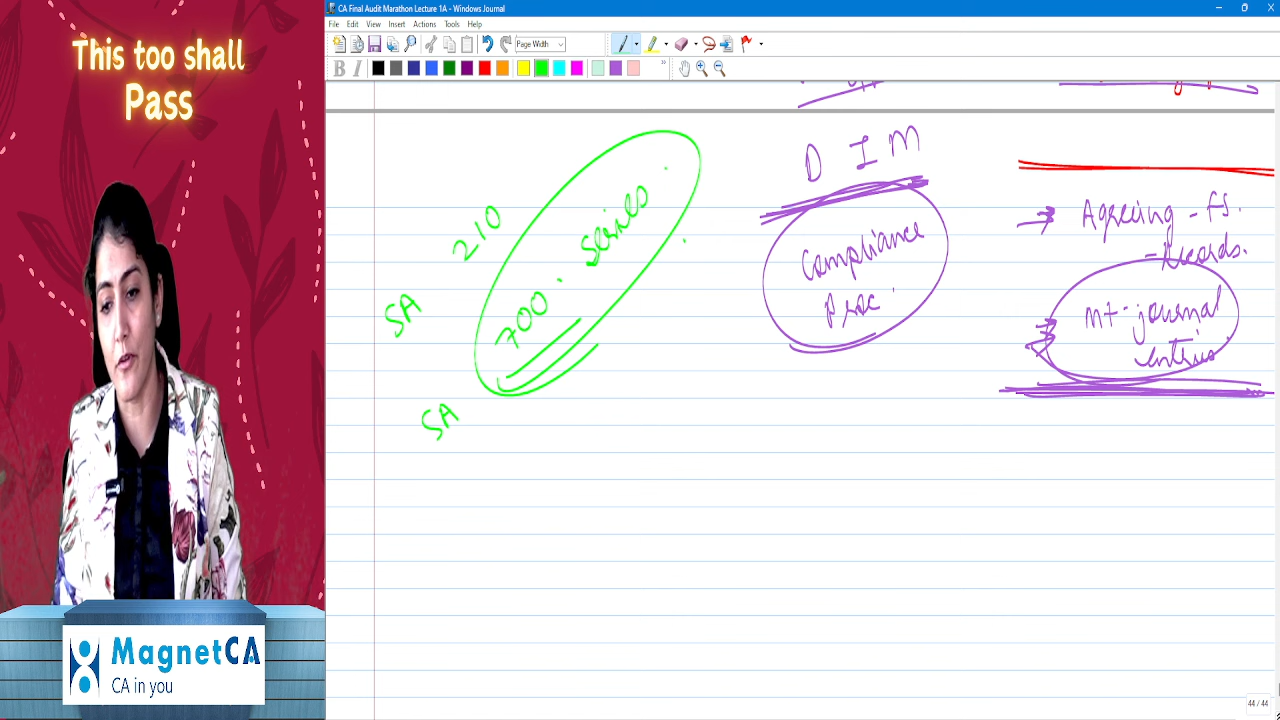 This too shall
Pass
MagnetCA
CA in you
CA Final Audit Marathon Lecture 1A - Windows Journal
File Edit View Insert Actions Tools Help
Page Width
B I
SA 210
700. series
SA
D I M
Compliance
Proc.
Agreeing - FS.
- Records.
mt - journal
entries
44 / 44